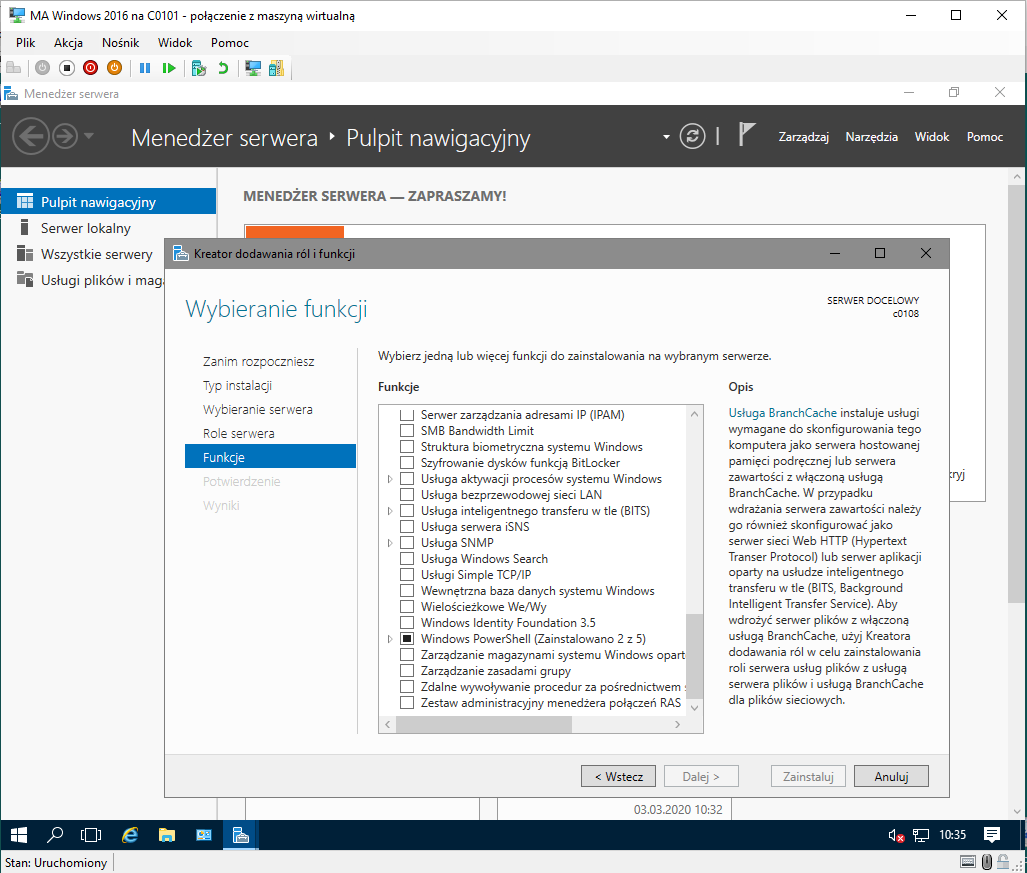 MA Windows 2016 na C0101 - połączenie z maszyną wirtualną
Plik Akcja Nośnik Widok Pomoc
Menedżer serwera
Menedżer serwera ‣ Pulpit nawigacyjny
Zarządzaj Narzędzia Widok Pomoc
Pulpit nawigacyjny
Serwer lokalny
Wszystkie serwery
Usługi plików i maga
MENEDŻER SERWERA — ZAPRASZAMY!
Kreator dodawania ról i funkcji
Wybieranie funkcji
SERWER DOCELOWY
c0108
Zanim rozpoczniesz
Typ instalacji
Wybieranie serwera
Role serwera
Funkcje
Potwierdzenie
Wyniki
Wybierz jedną lub więcej funkcji do zainstalowania na wybranym serwerze.
Funkcje
Serwer zarządzania adresami IP (IPAM)
SMB Bandwidth Limit
Struktura biometryczna systemu Windows
Szyfrowanie dysków funkcją BitLocker
Usługa aktywacji procesów systemu Windows
Usługa bezprzewodowej sieci LAN
Usługa inteligentnego transferu w tle (BITS)
Usługa serwera iSNS
Usługa SNMP
Usługa Windows Search
Usługi Simple TCP/IP
Wewnętrzna baza danych systemu Windows
Wielościeżkowe We/Wy
Windows Identity Foundation 3.5
Windows PowerShell (Zainstalowano 2 z 5)
Zarządzanie magazynami systemu Windows opart
Zarządzanie zasadami grupy
Zdalne wywoływanie procedur za pośrednictwem
Zestaw administracyjny menedżera połączeń RAS
Opis
Usługa BranchCache instaluje usługi
wymagane do skonfigurowania tego
komputera jako serwera hostowanej
pamięci podręcznej lub serwera
zawartości z włączoną usługą
BranchCache. W przypadku
wdrażania serwera zawartości należy
go również skonfigurować jako
serwer sieci Web HTTP (Hypertext
Transer Protocol) lub serwer aplikacji
oparty na usłudze inteligentnego
transferu w tle (BITS, Background
Intelligent Transfer Service). Aby
wdrożyć serwer plików z włączoną
usługą BranchCache, użyj Kreatora
dodawania ról w celu zainstalowania
roli serwera usług plików z usługą
serwera plików i usługą BranchCache
dla plików sieciowych.
kryj
< Wstecz Dalej > Zainstaluj Anuluj
03.03.2020 10:32
10:35
Stan: Uruchomiony